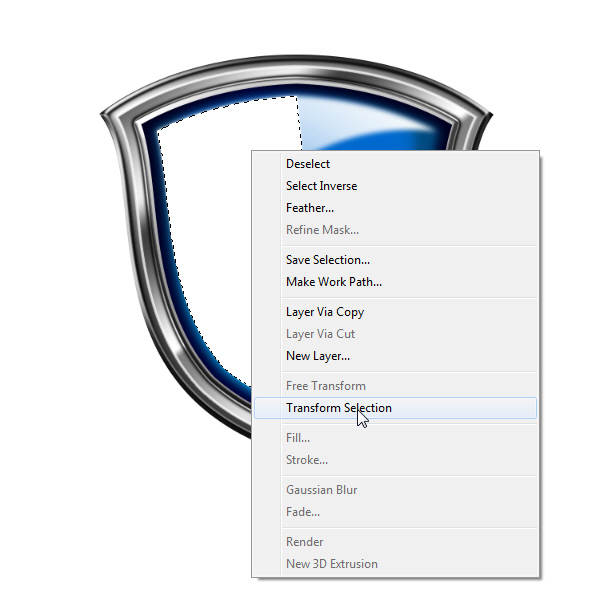 Deselect
Select Inverse
Feather...
Refine Mask...
Save Selection...
Make Work Path...
Layer Via Copy
Layer Via Cut
New Layer...
Free Transform
Transform Selection
Fill...
Stroke...
Gaussian Blur
Fade...
Render
New 3D Extrusion